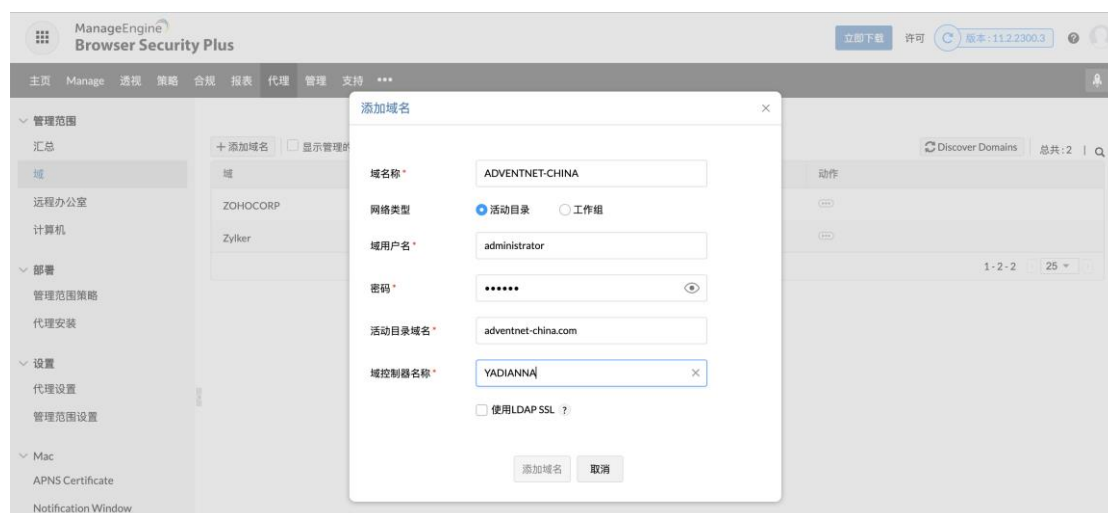 ManageEngine
Browser Security Plus
立即下载 许可 版本:11.2.2300.3
主页 Manage 透视 策略 合规 报表 代理 管理 支持 •••
添加域名
管理范围
汇总
域
远程办公室
计算机
部署
管理范围策略
代理安装
设置
代理设置
管理范围设置
Mac
APNS Certificate
Notification Window
+添加域名 显示管理的
Discover Domains 总共:2
域 动作
ZOHOCORP
Zylker
1-2-2 25
域名称* ADVENTNET-CHINA
网络类型 活动目录 工作组
域用户名* administrator
密码* ••••••
活动目录域名* adventnet-china.com
域控制器名称* YADIANNA
使用LDAP SSL ?
添加域名 取消